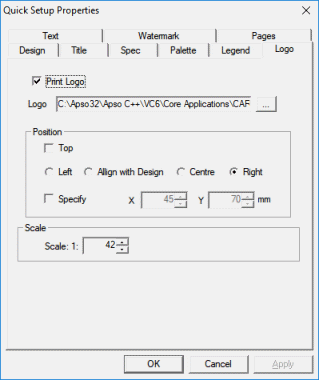 Quick Setup Properties
Text Watermark Pages
Design Title Spec Palette Legend Logo
Print Logo
Logo C:\Apso32\Apso C++\VC6\Core Applications\CAF ...
Position
Top
Left Allign with Design Centre Right
Specify X 45 Y 70 mm
Scale
Scale: 1: 42
OK Cancel Apply